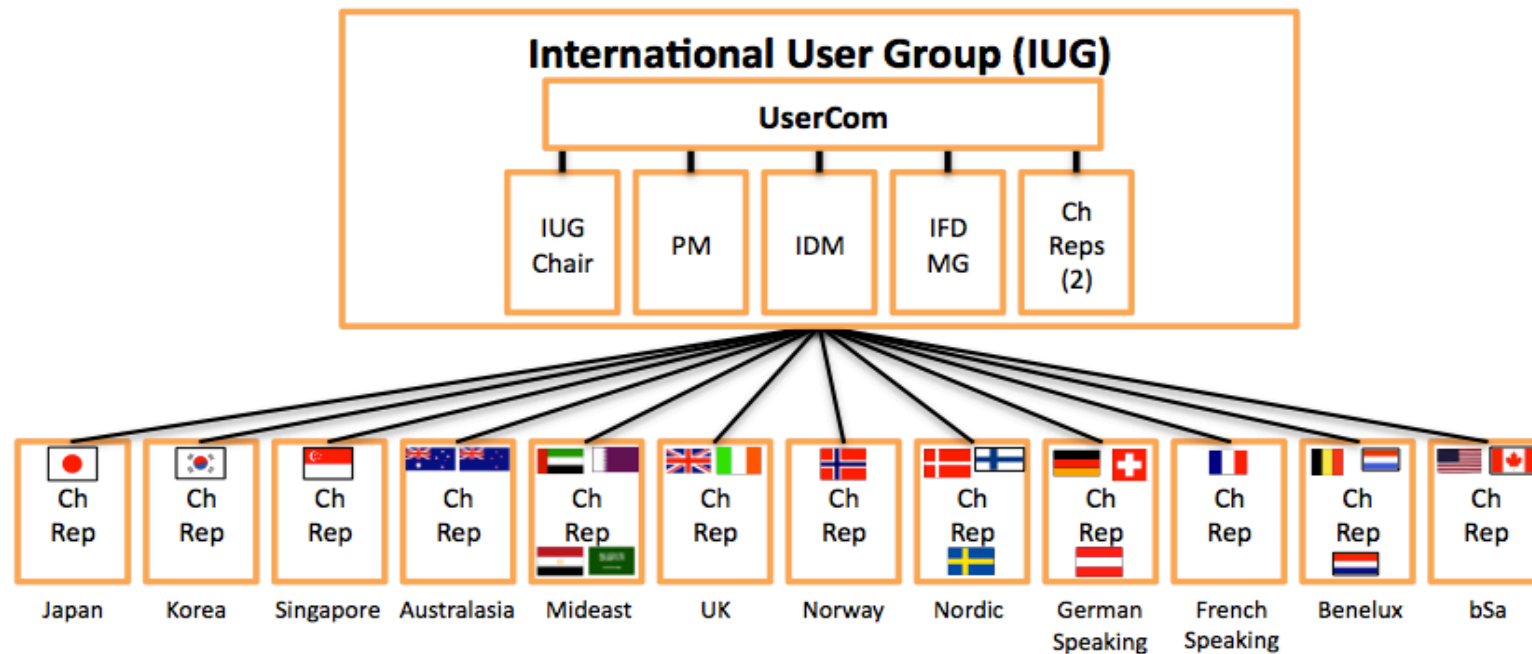 International User Group (IUG)
UserCom
IUG
Chair
PM
IDM
IFD
MG
Ch
Reps
(2)
Ch
Rep
Ch
Rep
Ch
Rep
Ch
Rep
Ch
Rep
Ch
Rep
Ch
Rep
Ch
Rep
Ch
Rep
Ch
Rep
Ch
Rep
Ch
Rep
Japan
Korea
Singapore
Australasia
Mideast
UK
Norway
Nordic
German
Speaking
French
Speaking
Benelux
bSa